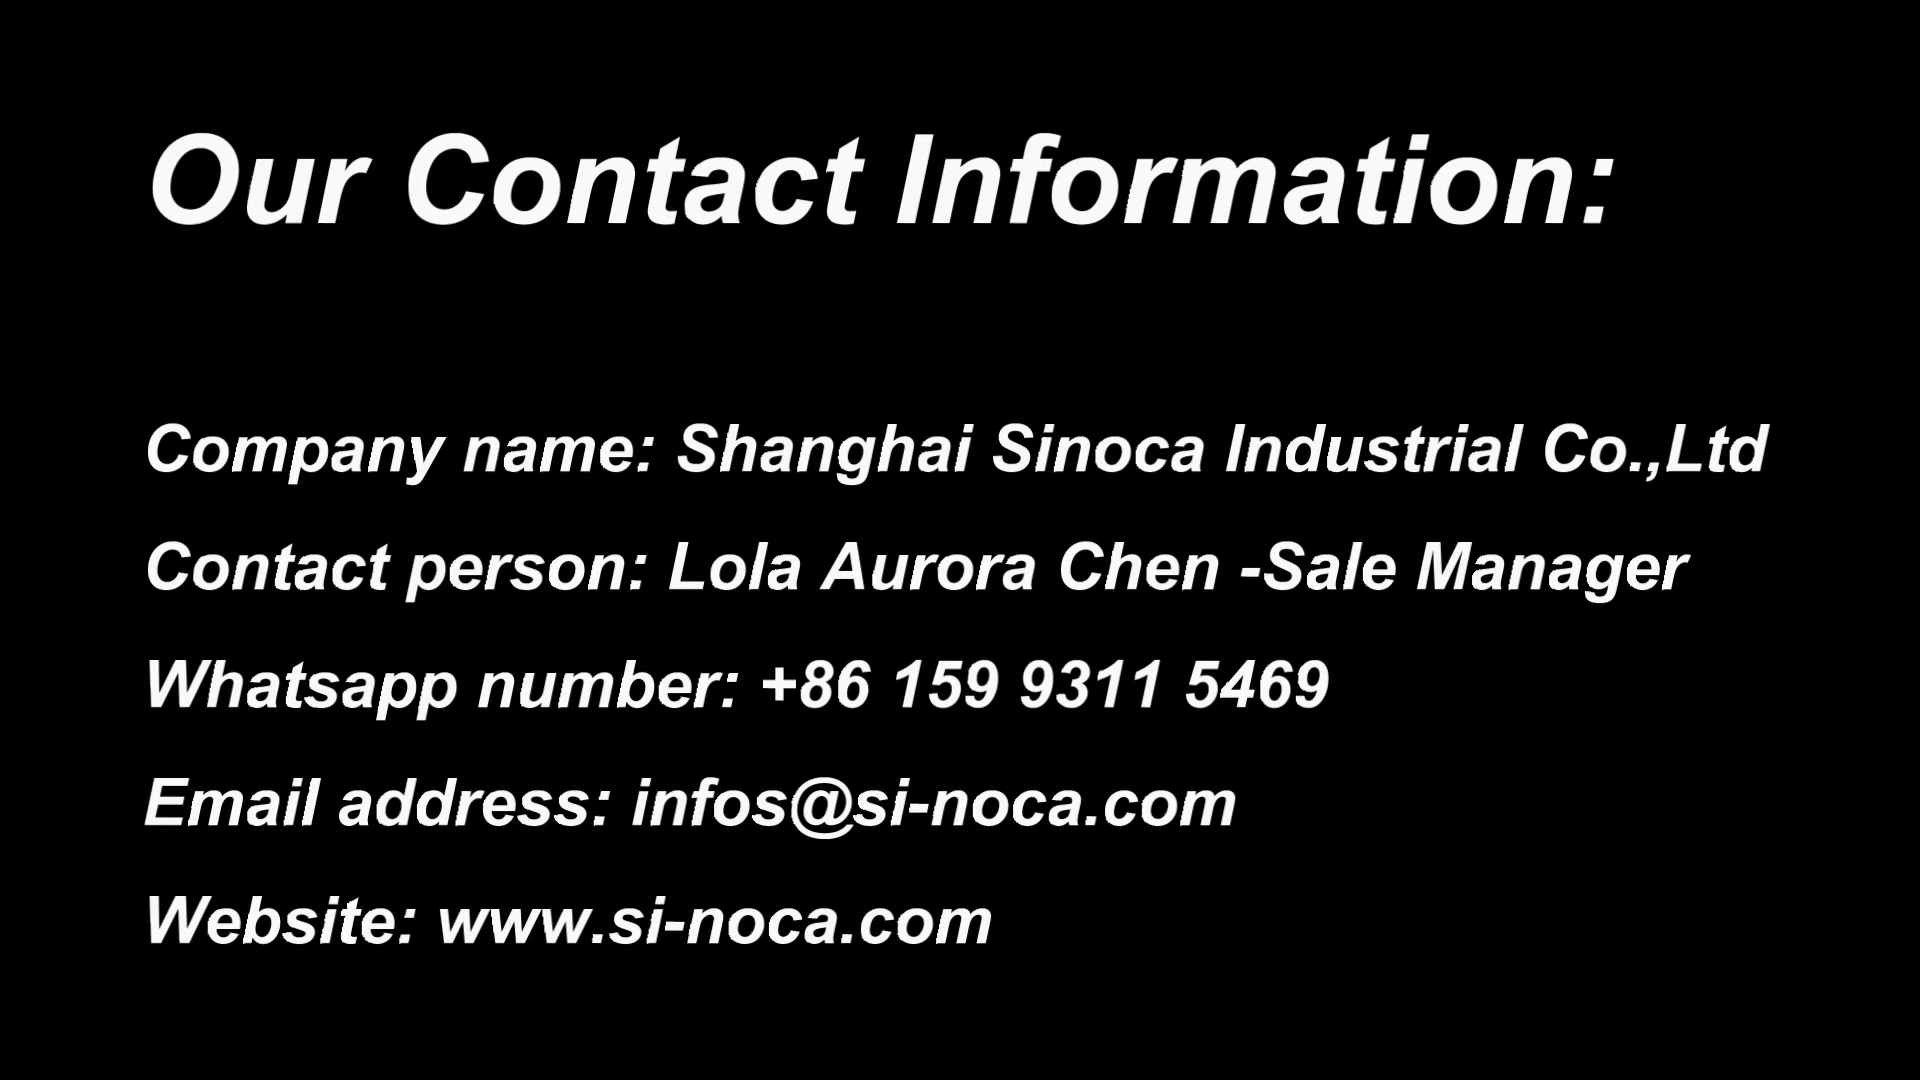 Our Contact Information:
Company name: Shanghai Sinoca Industrial Co.,Ltd
Contact person: Lola Aurora Chen -Sale Manager
Whatsapp number: +86 159 9311 5469
Email address: infos@si-noca.com
Website: www.si-noca.com